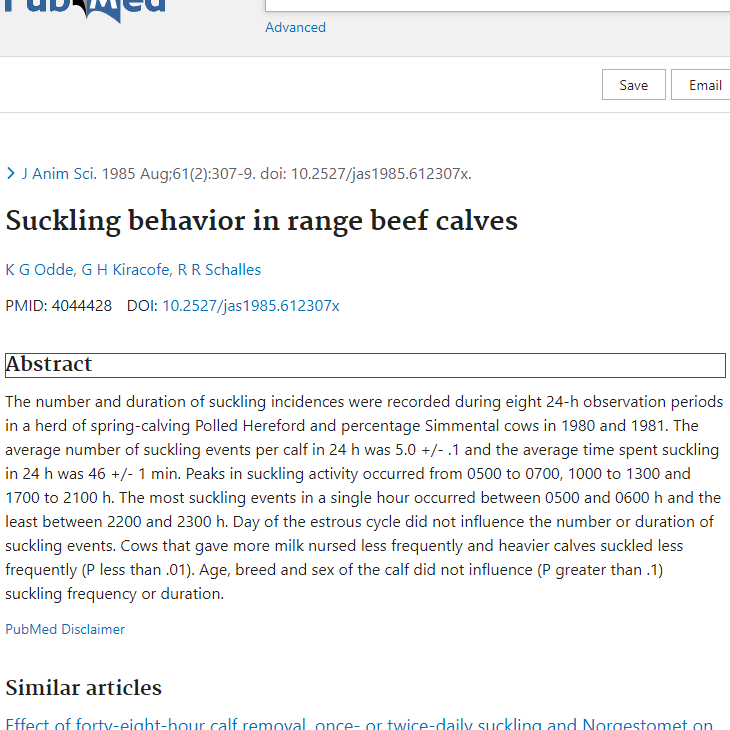 PubMed
Advanced
Save
Email
J Anim Sci. 1985 Aug;61(2):307-9. doi: 10.2527/jas1985.612307x.
Suckling behavior in range beef calves
K G Odde, G H Kiracofe, R R Schalles
PMID: 4044428 DOI: 10.2527/jas1985.612307x
Abstract
The number and duration of suckling incidences were recorded during eight 24-h observation periods
in a herd of spring-calving Polled Hereford and percentage Simmental cows in 1980 and 1981. The
average number of suckling events per calf in 24 h was 5.0 +/- .1 and the average time spent suckling
in 24 h was 46 +/- 1 min. Peaks in suckling activity occurred from 0500 to 0700, 1000 to 1300 and
1700 to 2100 h. The most suckling events in a single hour occurred between 0500 and 0600 h and the
least between 2200 and 2300 h. Day of the estrous cycle did not influence the number or duration of
suckling events. Cows that gave more milk nursed less frequently and heavier calves suckled less
frequently (P less than .01). Age, breed and sex of the calf did not influence (P greater than .1)
suckling frequency or duration.
PubMed Disclaimer
Similar articles
Effect of forty-eight-hour calf removal, once- or twice-daily suckling and Norgestomet on